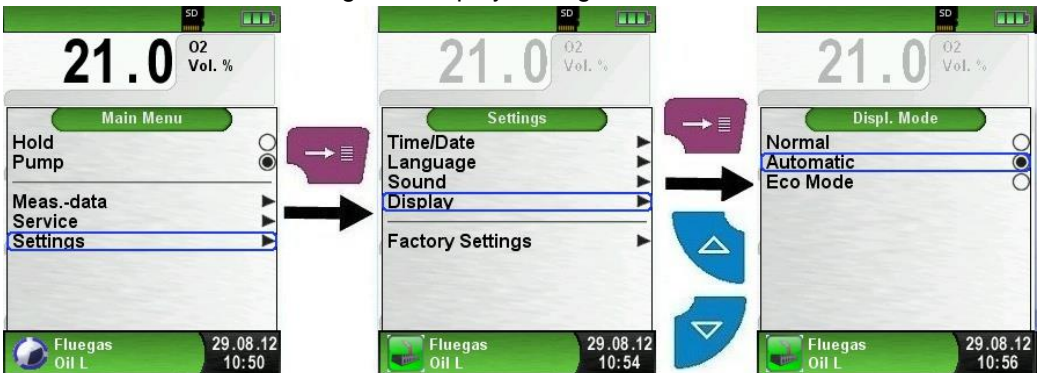 SD
21.0 O2
Vol. %
Main Menu
Hold
Pump
Meas.-data
Service
Settings
Fluegas 29.08.12
Oil L 10:50
SD
21.0 O2
Vol. %
Settings
Time/Date
Language
Sound
Display
Factory Settings
Fluegas 29.08.12
Oil L 10:54
SD
21.0 O2
Vol. %
Displ. Mode
Normal
Automatic
Eco Mode
Fluegas 29.08.12
Oil L 10:56